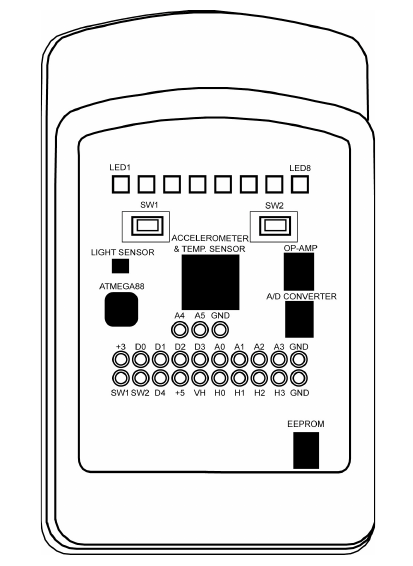 LED1 LED8
SW1 SW2
ACCELEROMETER
& TEMP. SENSOR
LIGHT SENSOR
OP-AMP
ATMEGA88
A/D CONVERTER
A4 A5 GND
+3 D0 D1 D2 D3 A0 A1 A2 A3 GND
SW1 SW2 D4 +5 VH H0 H1 H2 H3 GND
EEPROM